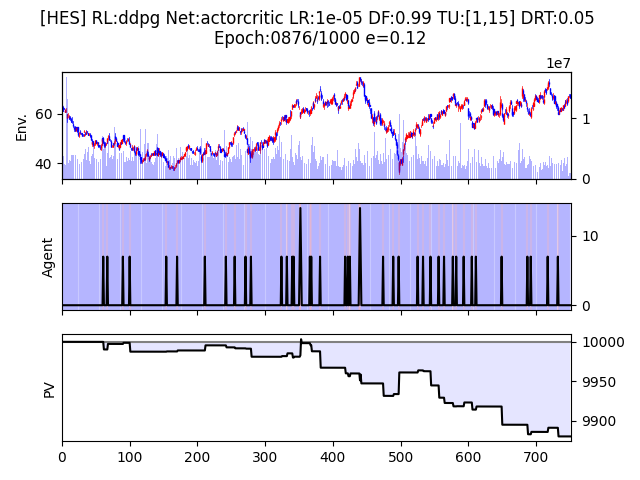 [HES] RL:ddpg Net:actorcritic LR:1e-05 DF:0.99 TU:[1,15] DRT:0.05
Epoch:0876/1000 e=0.12
1e7
Env.
60
40
1
0
Agent
10
0
PV
10000
9950
9900
0 100 200 300 400 500 600 700